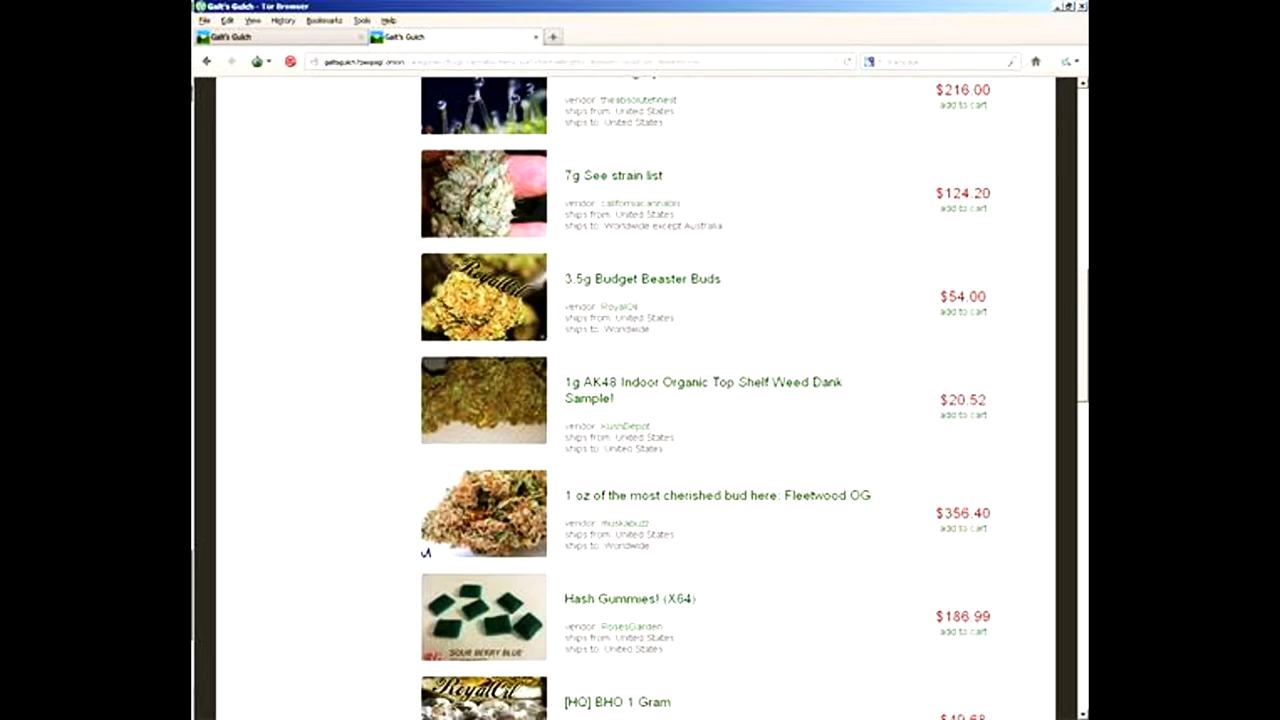 Galt's Gulch - Tor Browser
File Edit View History Bookmarks Tools Help
Galt's Gulch
Galt's Gulch
$216.00
vendor: theabsolutefinest
add to cart
ships from: United States
ships to: United States
7g See strain list
$124.20
vendor: californiacannabis
add to cart
ships from: United States
ships to: Worldwide except Australia
RoyalOil
3.5g Budget Beaster Buds
$54.00
vendor: RoyalOil
add to cart
ships from: United States
ships to: Worldwide
1g AK48 Indoor Organic Top Shelf Weed Dank
Sample!
$20.52
vendor: KushDepot
add to cart
ships from: United States
ships to: United States
1 oz of the most cherished bud here: Fleetwood OG
$356.40
vendor: muskabuzz
add to cart
ships from: United States
ships to: Worldwide
M
Hash Gummies! (X64)
$186.99
vendor: RosesGarden
add to cart
ships from: United States
ships to: United States
SOUR BERRY BLUE
RoyalOil
[HQ] BHO 1 Gram
$49.68